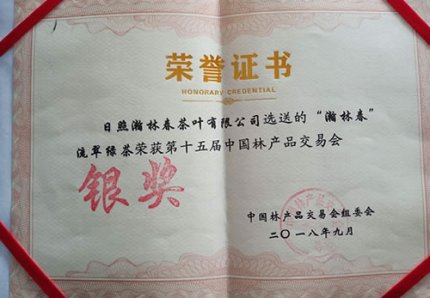 荣誉证书
HONORARY CREDENTIAL
日照瀚林春茶叶有限公司选送的“瀚林春”
流翠绿茶荣获第十五届中国林产品交易会
银奖
中国林产品交易会组委会
二〇一八年九月